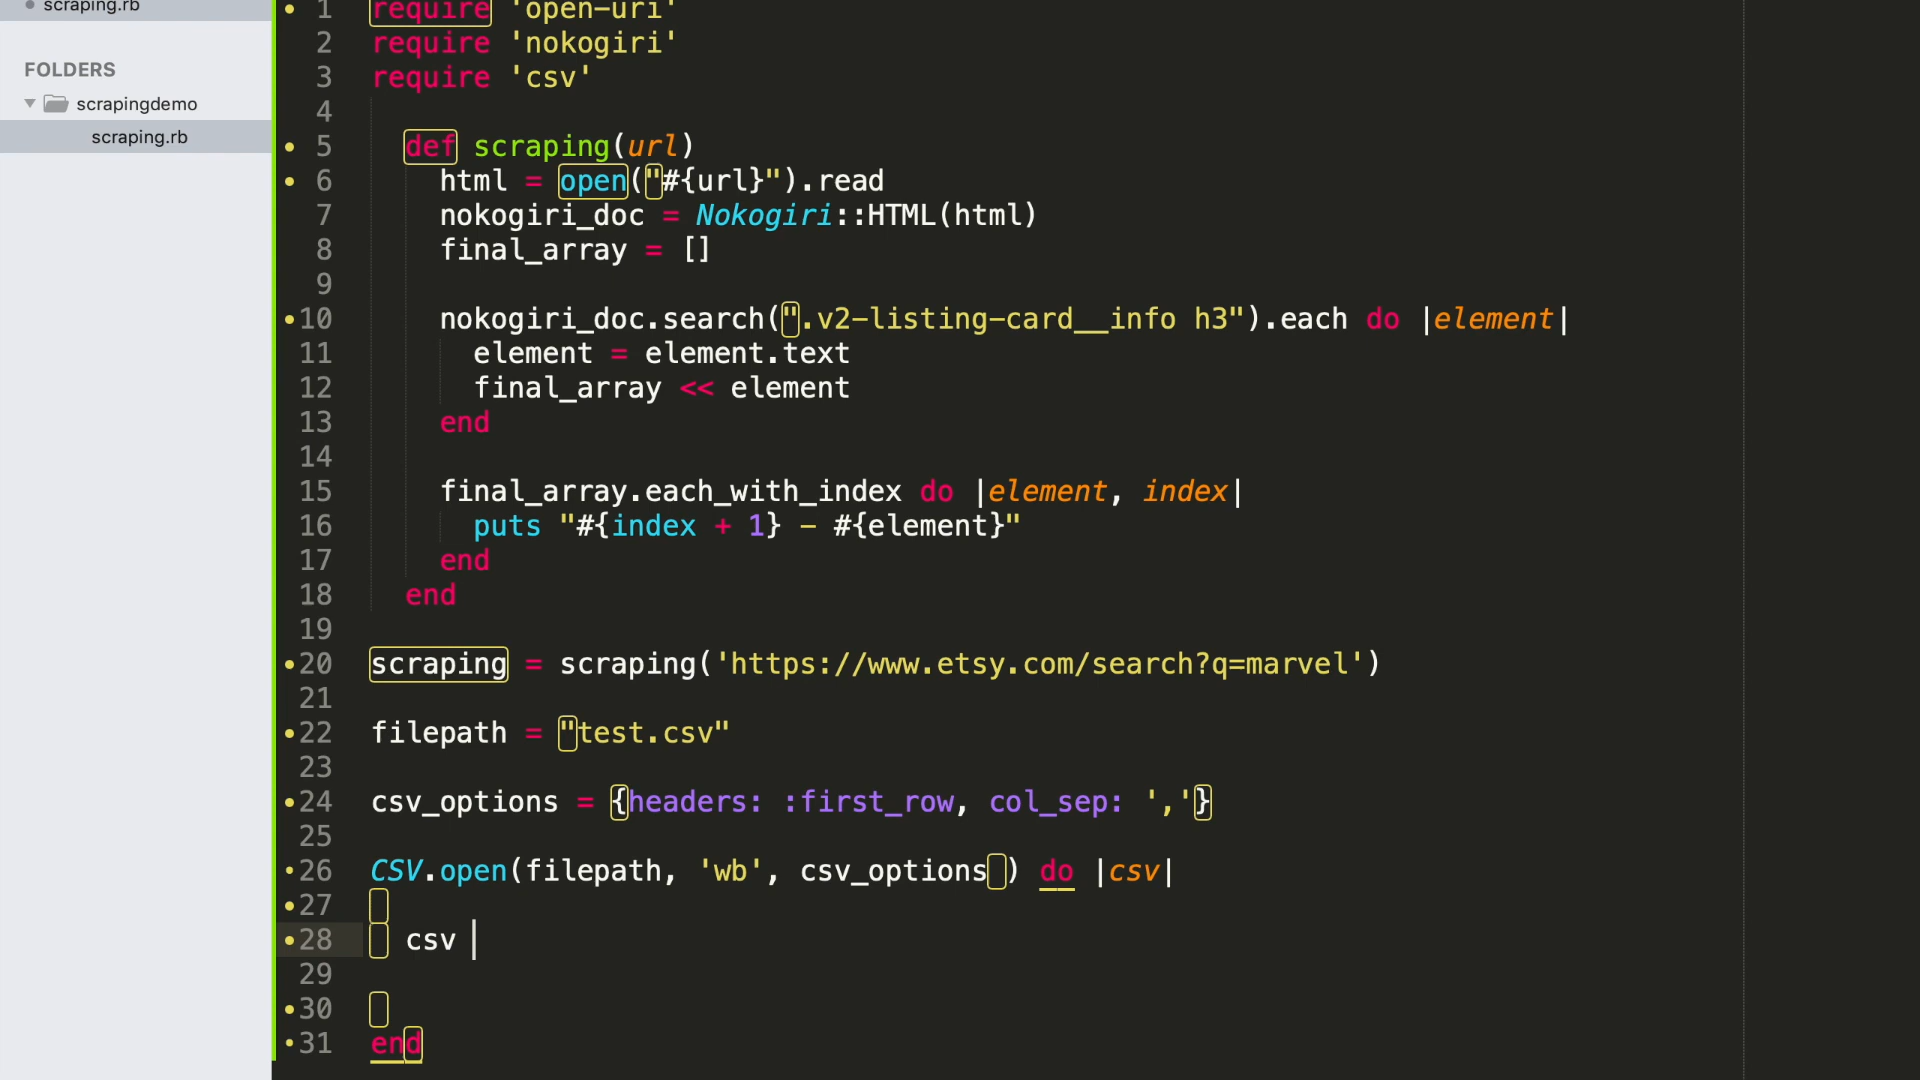 scraping.rb
FOLDERS
scrapingdemo
scraping.rb
1 require 'open-uri'
2 require 'nokogiri'
3 require 'csv'
4
5 def scraping(url)
6 html = open("#{url}").read
7 nokogiri_doc = Nokogiri::HTML(html)
8 final_array = []
9
10 nokogiri_doc.search(".v2-listing-card__info h3").each do |element|
11 element = element.text
12 final_array << element
13 end
14
15 final_array.each_with_index do |element, index|
16 puts "#{index + 1} - #{element}"
17 end
18 end
19
20 scraping = scraping('https://www.etsy.com/search?q=marvel')
21
22 filepath = "test.csv"
23
24 csv_options = {headers: :first_row, col_sep: ','}
25
26 CSV.open(filepath, 'wb', csv_options ) do |csv|
27
28 csv
29
30
31 end